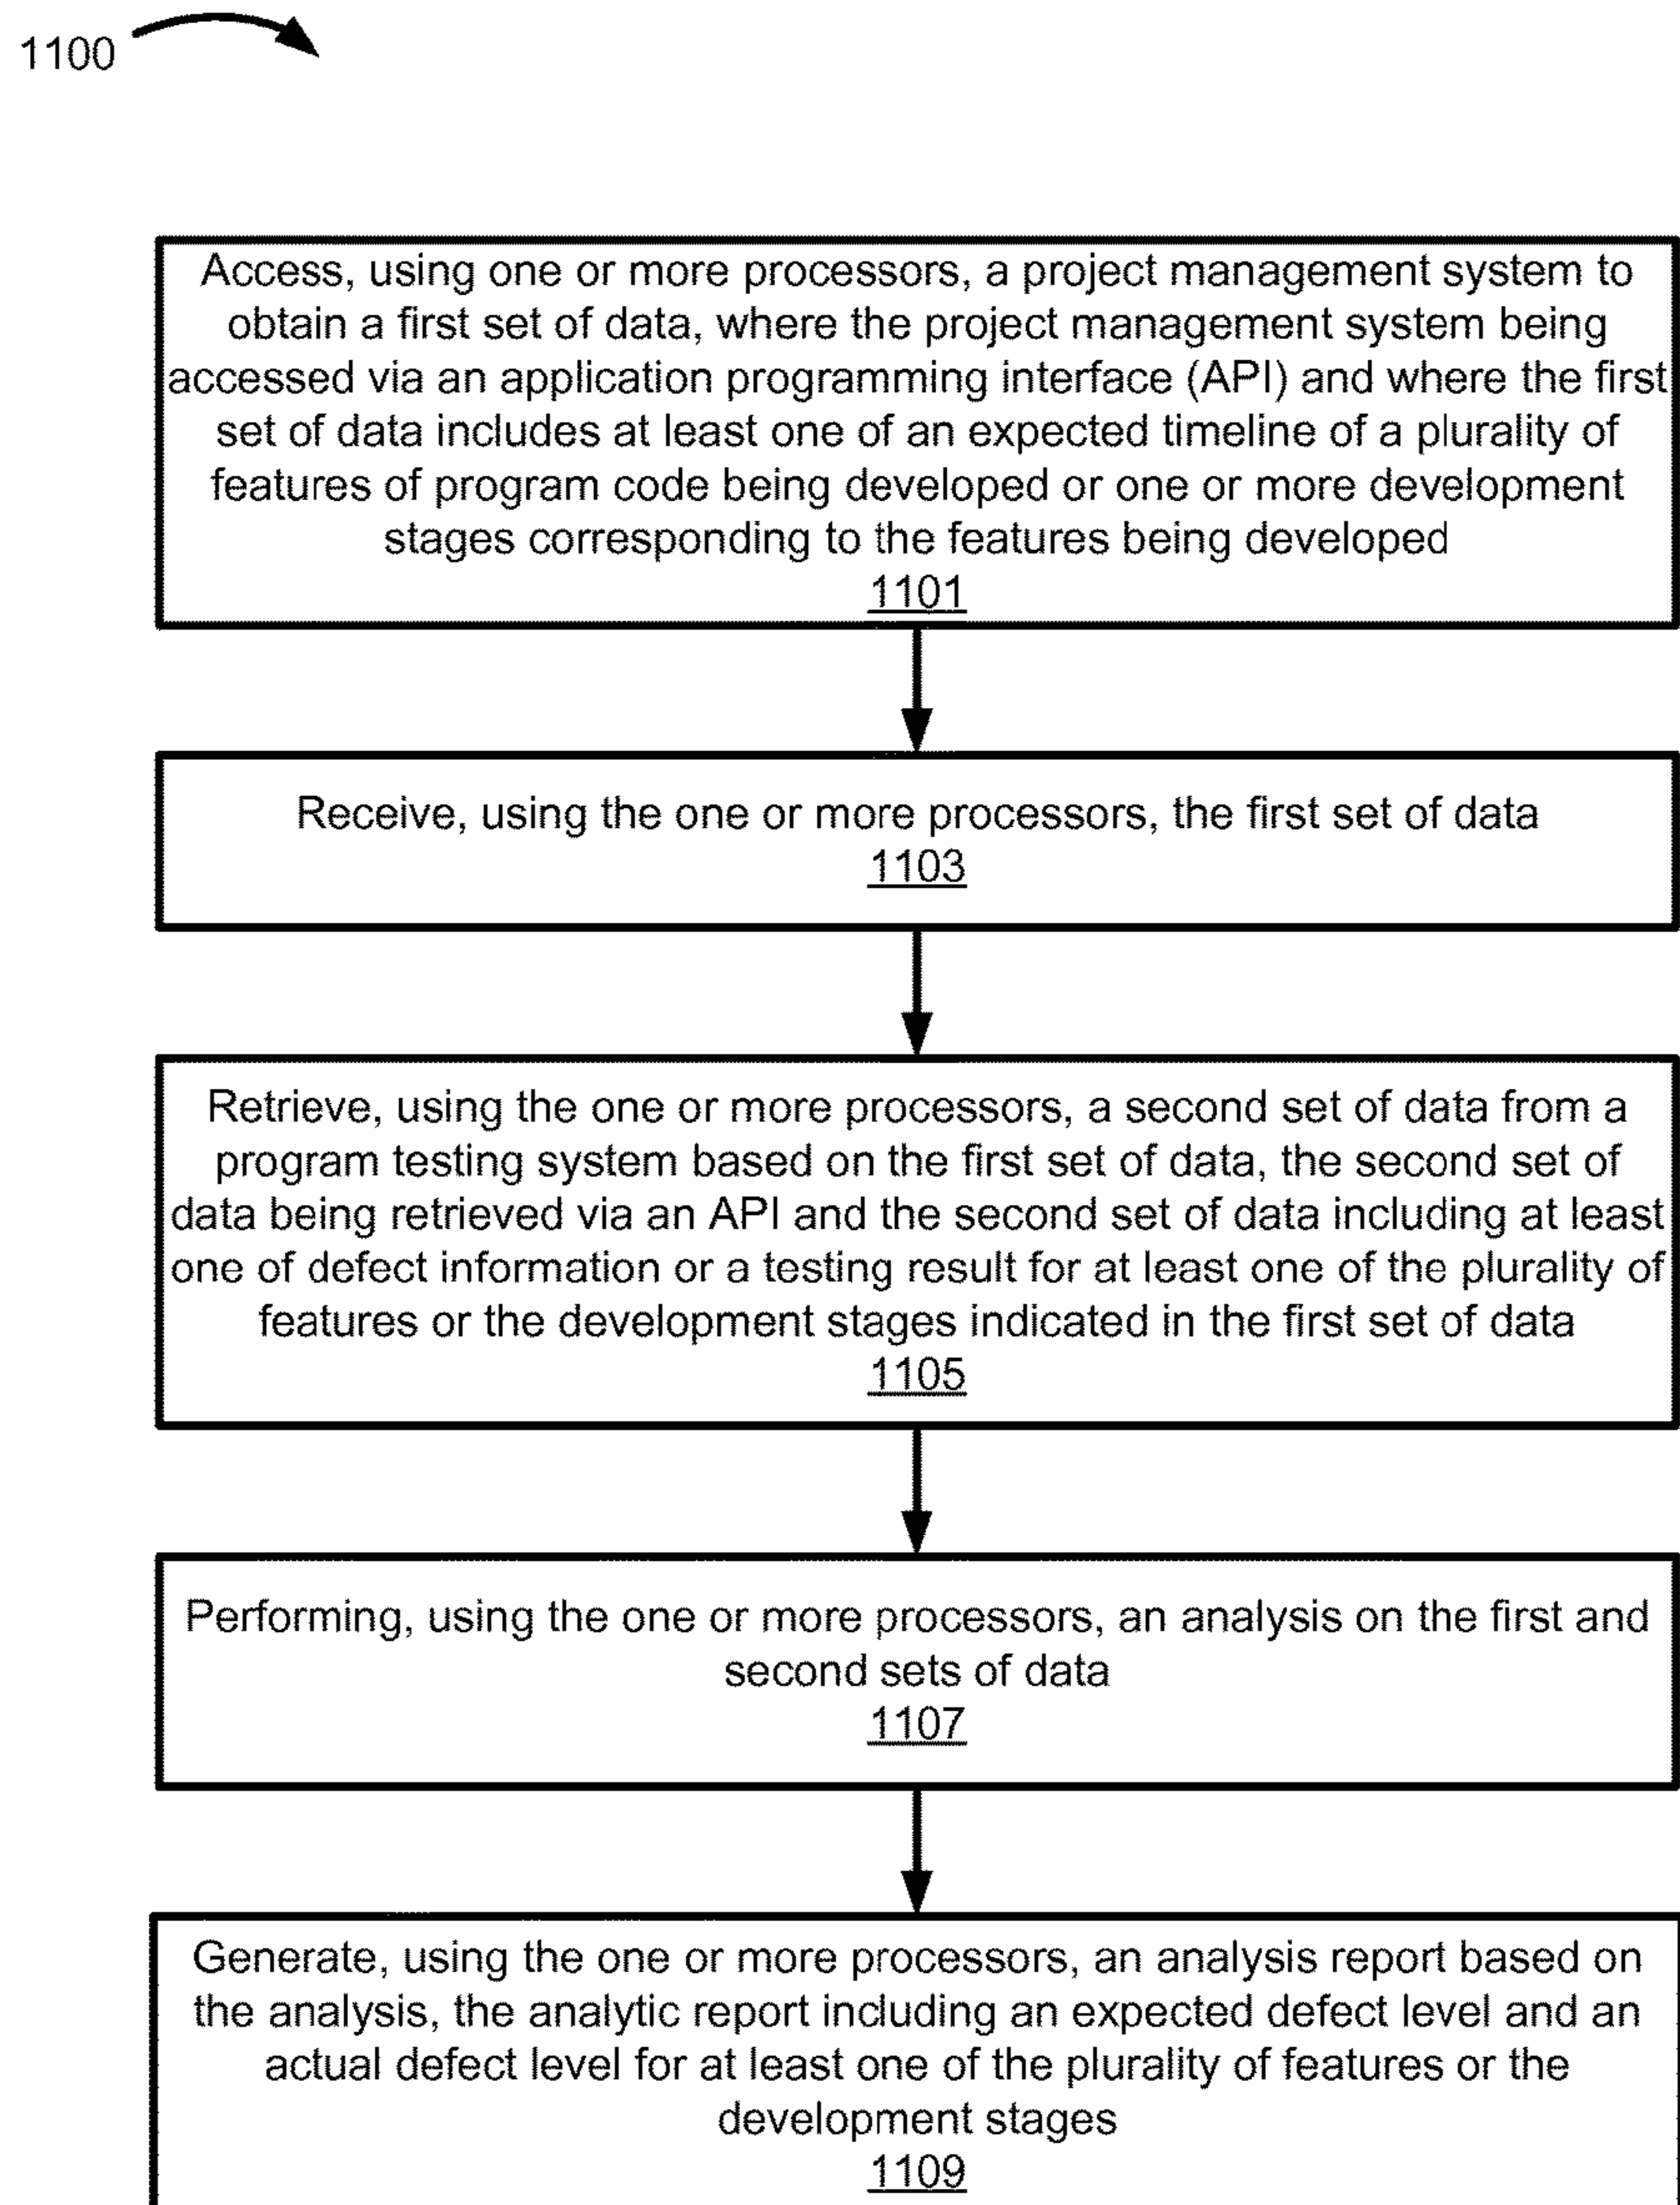 1100
Access, using one or more processors, a project management system to
obtain a first set of data, where the project management system being
accessed via an application programming interface (API) and where the first
set of data includes at least one of an expected timeline of a plurality of
features of program code being developed or one or more development
stages corresponding to the features being developed
1101
Receive, using the one or more processors, the first set of data
1103
Retrieve, using the one or more processors, a second set of data from a
program testing system based on the first set of data, the second set of
data being retrieved via an API and the second set of data including at least
one of defect information or a testing result for at least one of the plurality of
features or the development stages indicated in the first set of data
1105
Performing, using the one or more processors, an analysis on the first and
second sets of data
1107
Generate, using the one or more processors, an analysis report based on
the analysis, the analytic report including an expected defect level and an
actual defect level for at least one of the plurality of features or the
development stages
1109